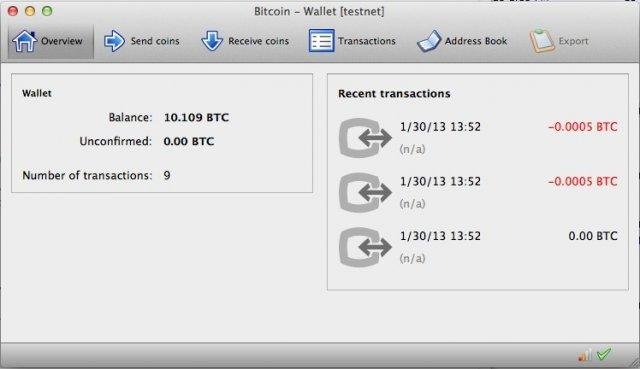 Bitcoin – Wallet [testnet]
Overview Send coins Receive coins Transactions Address Book Export
Wallet
Balance: 10.109 BTC
Unconfirmed: 0.00 BTC
Number of transactions: 9
Recent transactions
1/30/13 13:52 −0.0005 BTC
(n/a)
1/30/13 13:52 −0.0005 BTC
(n/a)
1/30/13 13:52 0.00 BTC
(n/a)